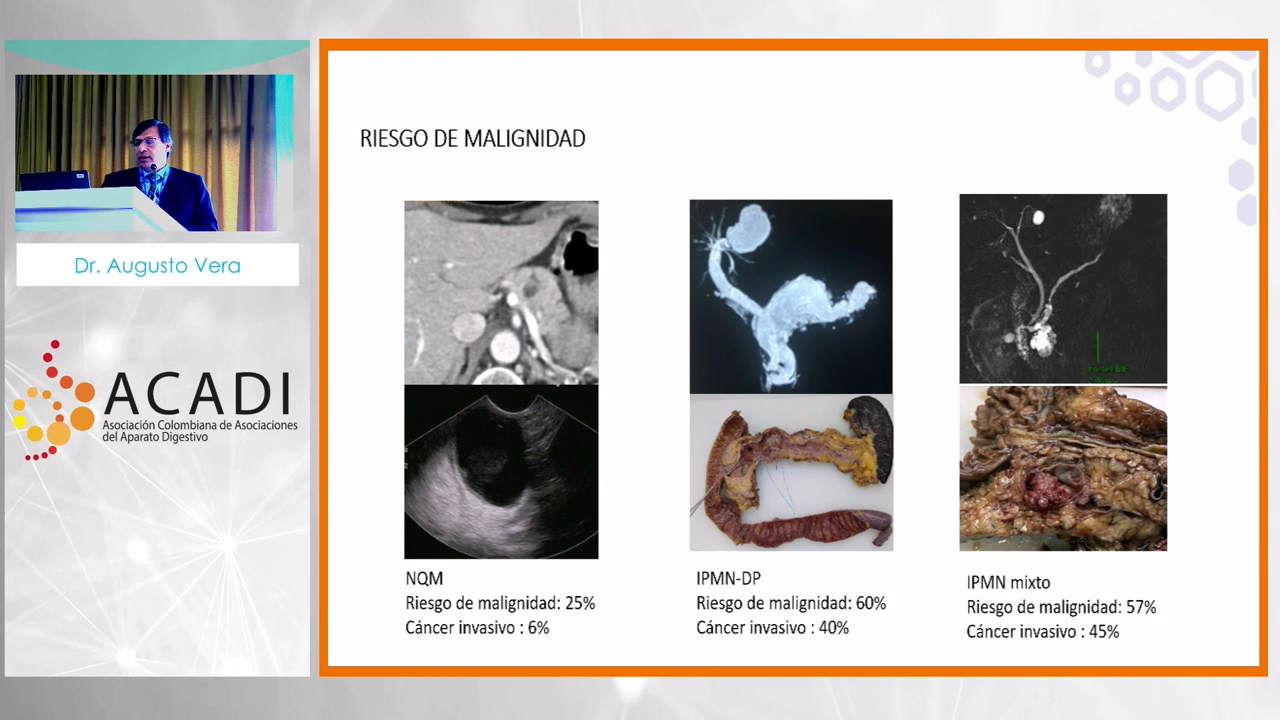 Dr. Augusto Vera
ACADI
Asociación Colombiana de Asociaciones
del Aparato Digestivo
RIESGO DE MALIGNIDAD
NQM
Riesgo de malignidad: 25%
Cáncer invasivo : 6%
IPMN-DP
Riesgo de malignidad: 60%
Cáncer invasivo : 40%
IPMN mixto
Riesgo de malignidad: 57%
Cáncer invasivo : 45%